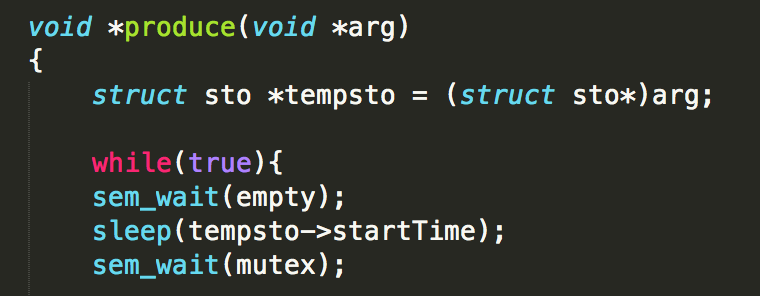 void *produce(void *arg)
{
struct sto *tempsto = (struct sto*)arg;
while(true){
sem_wait(empty);
sleep(tempsto->startTime);
sem_wait(mutex);